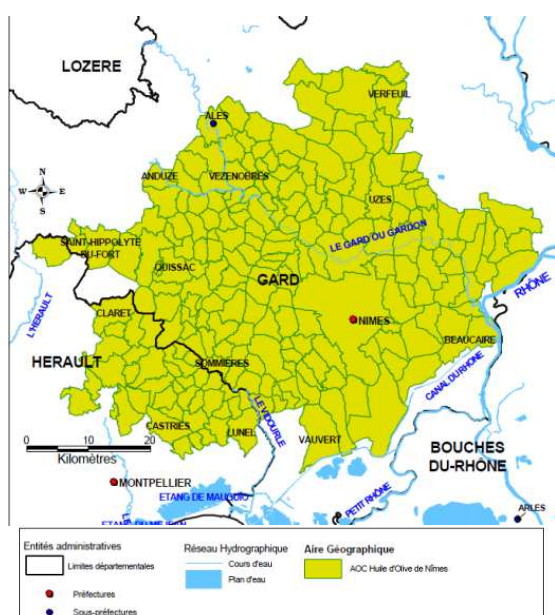 LOZERE
VERFEUIL
ALES
ANDUZE
VEZENOBRES
N
W E
S
UZES
LE GARD OU GARDON
SAINT-HIPPOLYTE
DU-FORT
QUISSAC
GARD
L'HERAULT
RHÔNE
CLARET
NIMES
BEAUCAIRE
HERAULT
SOMMIERES
CANAL DU RHÔNE
LE VIDOURLE
CASTRIES
LUNEL
VAUVERT
0 10 20
Kilomètres
BOUCHES
DU-RHÔNE
MONTPELLIER
ETANG DE MAUGUIO
PETIT RHÔNE
ARLES
Entités administratives
Limites départementales
Préfectures
Sous-préfectures
Réseau Hydrographique
Cours d'eau
Plan d'eau
Aire Géographique
AOC Huile d'Olive de Nîmes